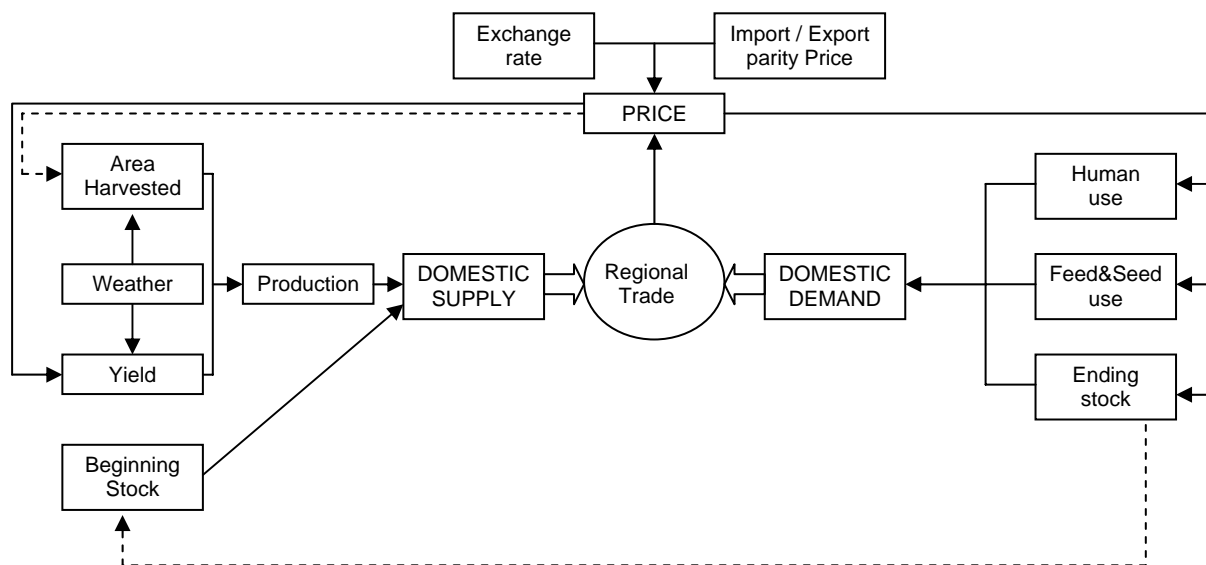 Exchange
rate
Import / Export
parity Price
PRICE
Area
Harvested
Human
use
Weather
Production
DOMESTIC
SUPPLY
Regional
Trade
DOMESTIC
DEMAND
Feed&Seed
use
Yield
Ending
stock
Beginning
Stock